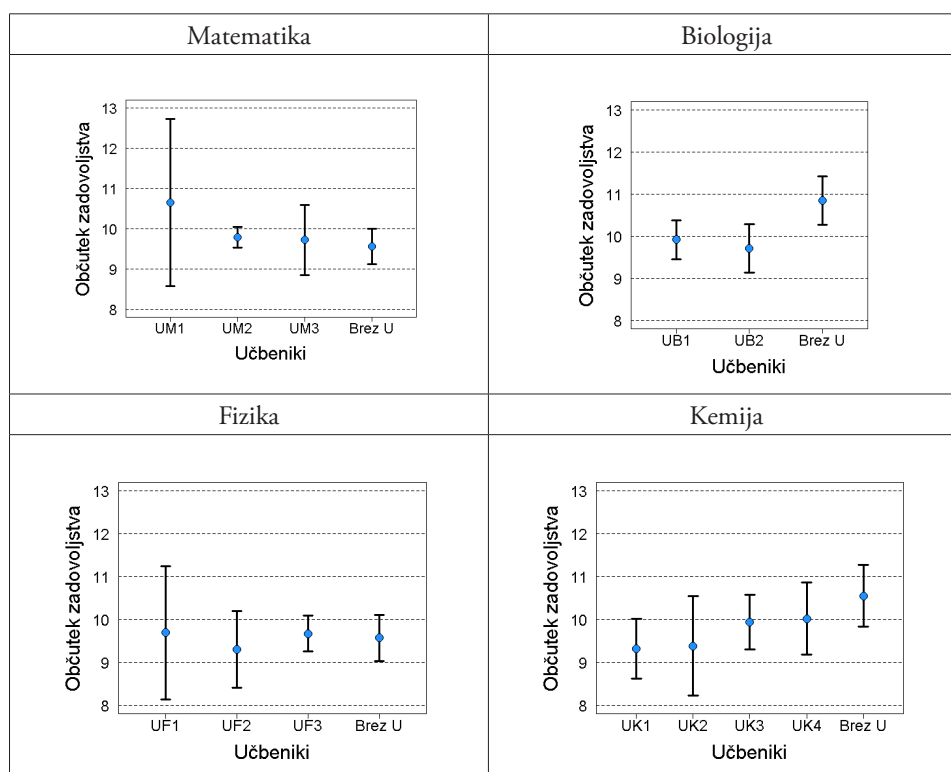 Matematika
Biologija
Občutek zadovoljstva
13
12
11
10
9
8
UM1 UM2 UM3 Brez U
Učbeniki
Občutek zadovoljstva
13
12
11
10
9
8
UB1 UB2 Brez U
Učbeniki
Fizika
Kemija
Občutek zadovoljstva
13
12
11
10
9
8
UF1 UF2 UF3 Brez U
Učbeniki
Občutek zadovoljstva
13
12
11
10
9
8
UK1 UK2 UK3 UK4 Brez U
Učbeniki